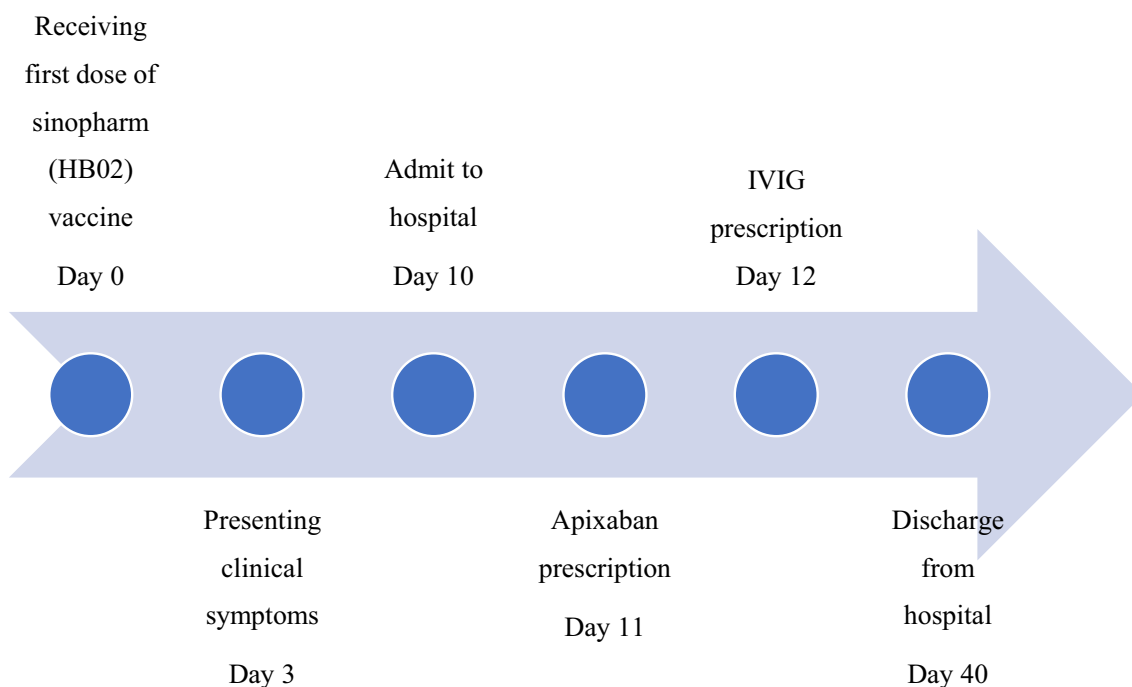 Receiving
first dose of
sinopharm
(HB02)
vaccine
Day 0
Presenting
clinical
symptoms
Day 3
Admit to
hospital
Day 10
Apixaban
prescription
Day 11
IVIG
prescription
Day 12
Discharge
from
hospital
Day 40